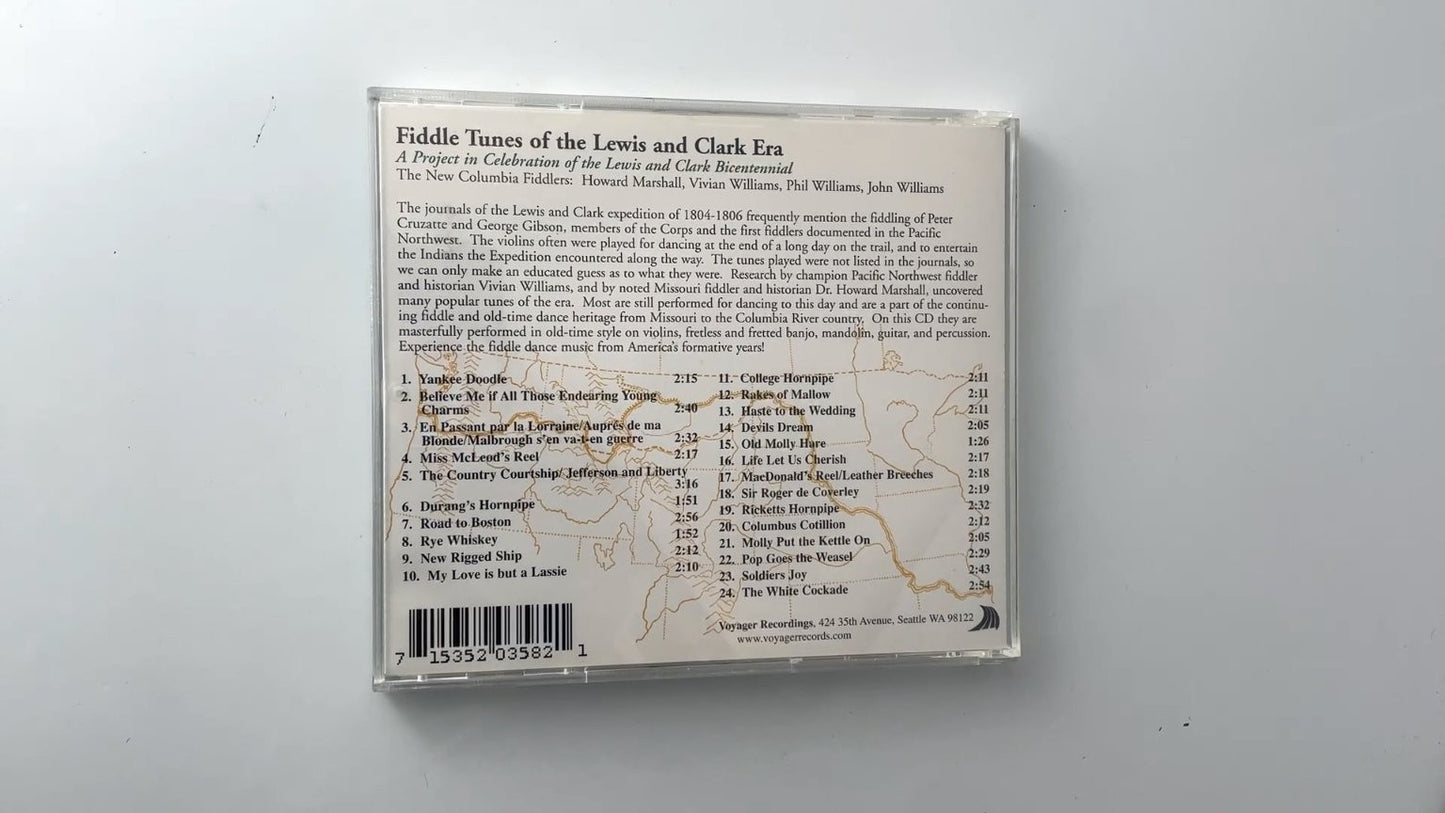 Fiddle Tunes of the Lewis and Clark Era
A Project in Celebration of the Lewis and Clark Bicentennial
The New Columbia Fiddlers: Howard Marshall, Vivian Williams, Phil Williams, John Williams
The journals of the Lewis and Clark expedition of 1804-1806 frequently mention the fiddling of Peter
Cruzatte and George Gibson, members of the Corps and the first fiddlers documented in the Pacific
Northwest. The violins often were played for dancing at the end of a long day on the trail, and to entertain
the Indians the Expedition encountered along the way. The tunes played were not listed in the journals, so
we can only make an educated guess as to what they were. Research by champion Pacific Northwest fiddler
and historian Vivian Williams, and by noted Missouri fiddler and historian Dr. Howard Marshall, uncovered
many popular tunes of the era. Most are still performed for dancing to this day and are a part of the continu-
ing fiddle and old-time dance heritage from Missouri to the Columbia River country. On this CD they are
masterfully performed in old-time style on violins, fretless and fretted banjo, mandolin, guitar, and percussion.
Experience the fiddle dance music from America's formative years!
1. Yankee Doodle 2:15
2. Believe Me if All Those Endearing Young
Charms 2:40
3. En Passant par la Lorraine/Auprés de ma
Blonde/Malbrough s'en va-t-en guerre 2:32
4. Miss McLeod's Reel 2:17
5. The Country Courtship/ Jefferson and Liberty
3:16
6. Durang's Hornpipe 1:51
7. Road to Boston 2:56
8. Rye Whiskey 1:52
9. New Rigged Ship 2:12
10. My Love is but a Lassie 2:10
11. College Hornpipe 2:11
12. Rakes of Mallow 2:11
13. Haste to the Wedding 2:11
14. Devils Dream 2:05
15. Old Molly Hare 1:26
16. Life Let Us Cherish 2:17
17. MacDonald's Reel/Leather Breeches 2:18
18. Sir Roger de Coverley 2:19
19. Ricketts Hornpipe 2:32
20. Columbus Cotillion 2:12
21. Molly Put the Kettle On 2:05
22. Pop Goes the Weasel 2:29
23. Soldiers Joy 2:43
24. The White Cockade 2:54
7 15352 03582 1
Voyager Recordings, 424 35th Avenue, Seattle WA 98122
www.voyagerrecords.com